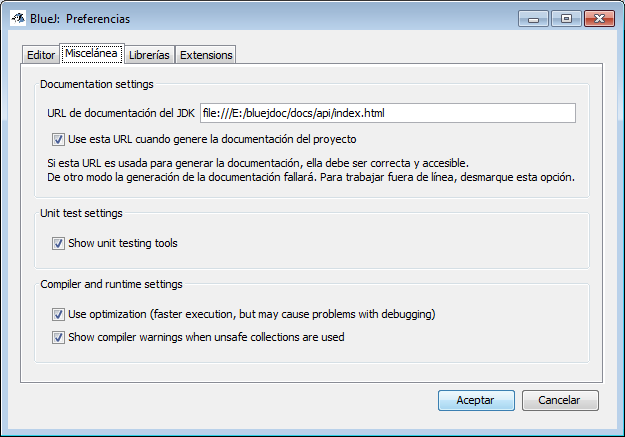 BlueJ: Preferencias
Editor Miscelánea Librerías Extensions
Documentation settings
URL de documentación del JDK file:///E:/bluejdoc/docs/api/index.html
Use esta URL cuando genere la documentación del proyecto
Si esta URL es usada para generar la documentación, ella debe ser correcta y accesible.
De otro modo la generación de la documentación fallará. Para trabajar fuera de línea, desmarque esta opción.
Unit test settings
Show unit testing tools
Compiler and runtime settings
Use optimization (faster execution, but may cause problems with debugging)
Show compiler warnings when unsafe collections are used
Aceptar Cancelar